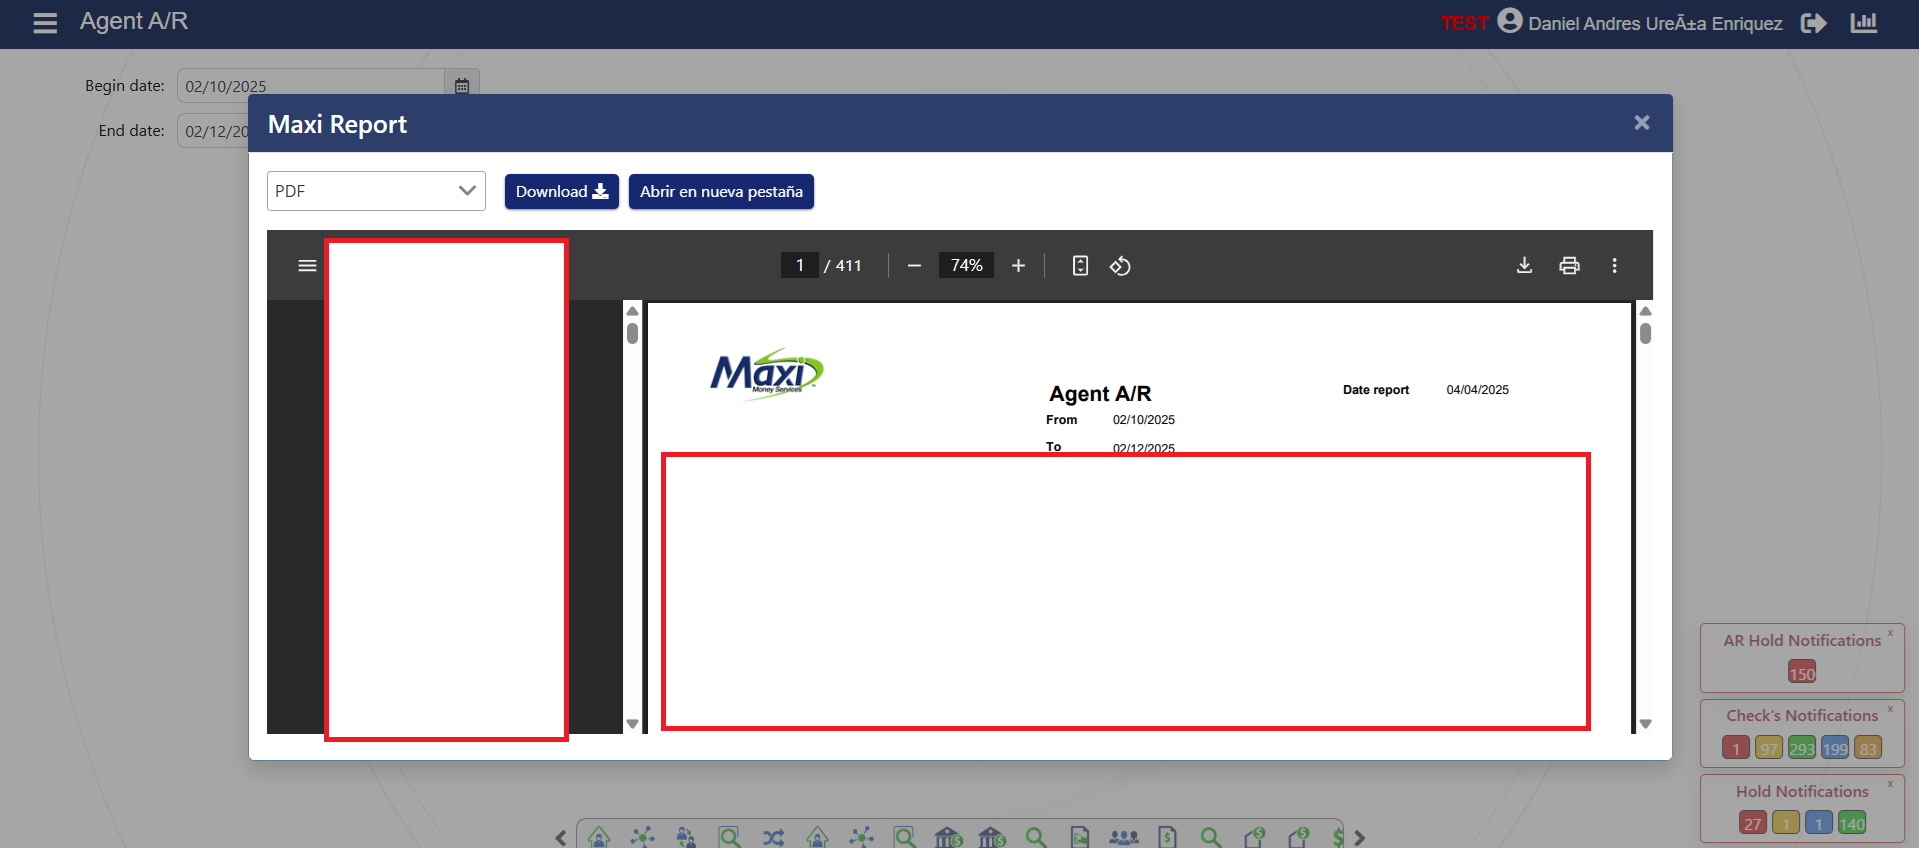 Agent A/R
TEST Daniel Andres UreÃ±a Enriquez
Begin date: 02/10/2025
End date: 02/12/20
Maxi Report
PDF
Download
Abrir en nueva pestaña
1 / 411
74%
Maxi
Money Services
Agent A/R
Date report 04/04/2025
From 02/10/2025
To 02/12/2025
AR Hold Notifications x
150
Check's Notifications x
1 97 293 199 83
Hold Notifications x
27 1 1 140